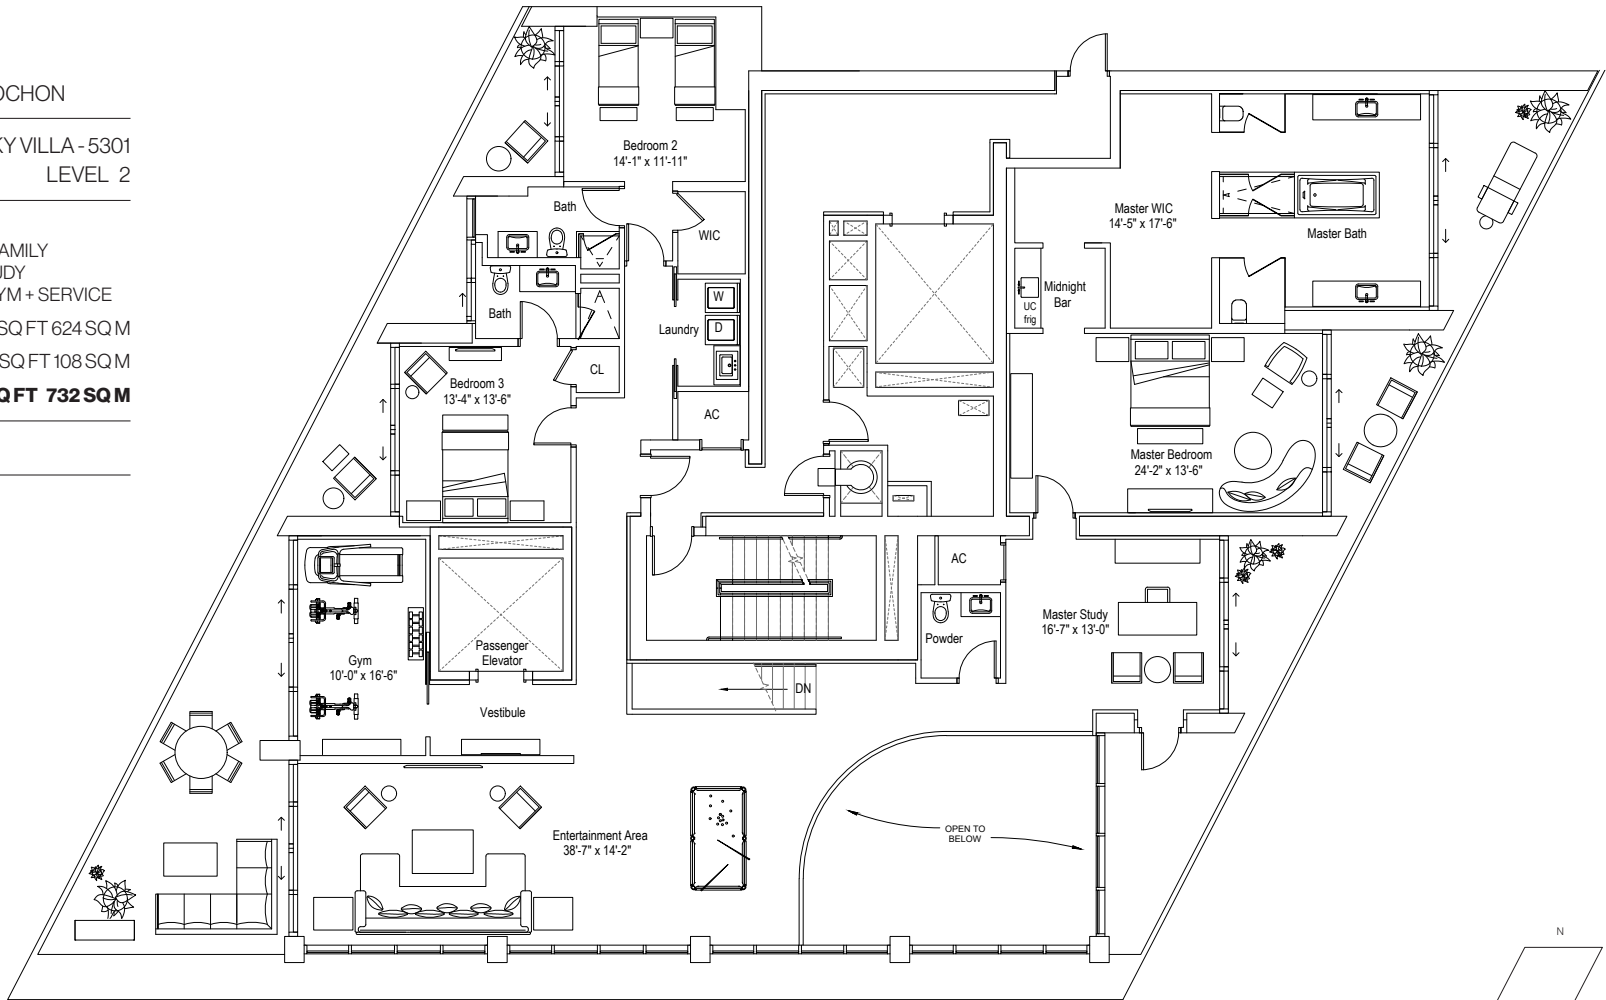 OCHON
KY VILLA - 5301
LEVEL 2
AMILY
UDY
YM + SERVICE
SQ FT 624 SQ M
SQ FT 108 SQ M
Q FT 732 SQ M
Bedroom 2
14'-1" x 11'-11"
Bath
WIC
Bath
W
D
Laundry
CL
AC
Bedroom 3
13'-4" x 13'-6"
Master WIC
14'-5" x 17'-6"
Master Bath
Midnight
Bar
UC
frig
Master Bedroom
24'-2" x 13'-6"
AC
Powder
Master Study
16'-7" x 13'-0"
Passenger
Elevator
Gym
10'-0" x 16'-6"
Vestibule
DN
Entertainment Area
38'-7" x 14'-2"
OPEN TO
BELOW
N